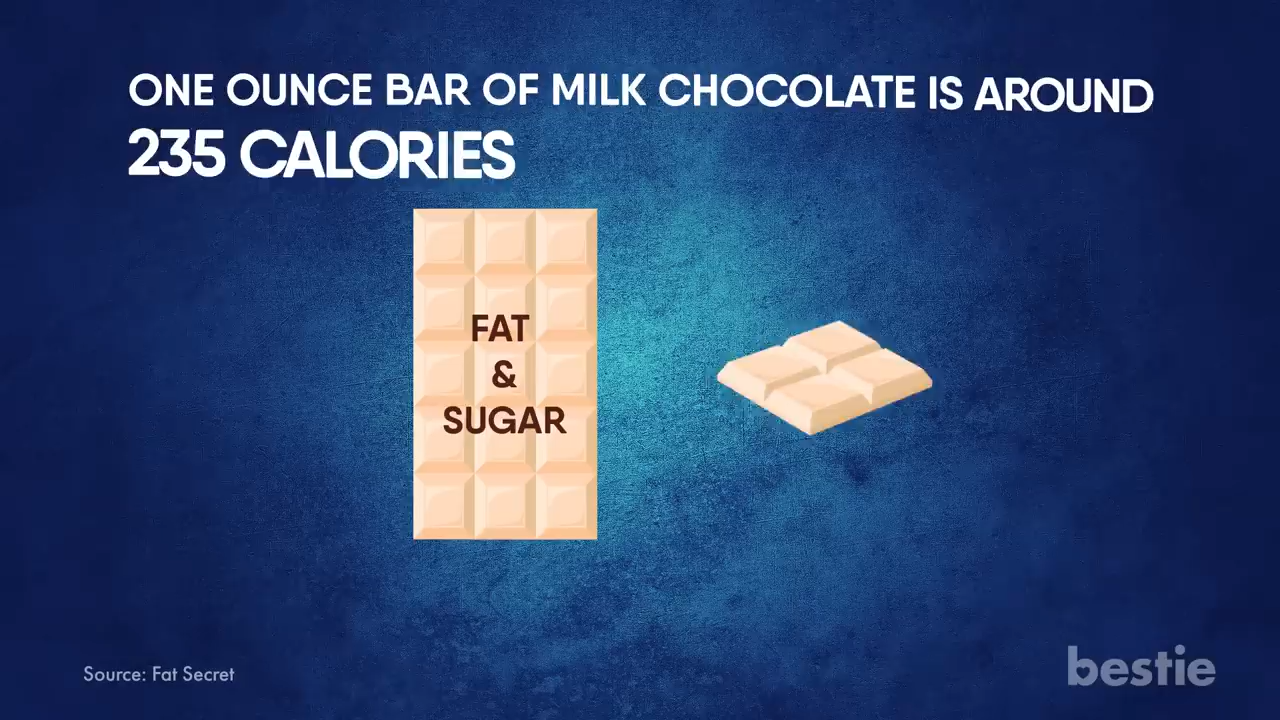 ONE OUNCE BAR OF MILK CHOCOLATE IS AROUND
235 CALORIES
FAT
&
SUGAR
Source: Fat Secret
bestie